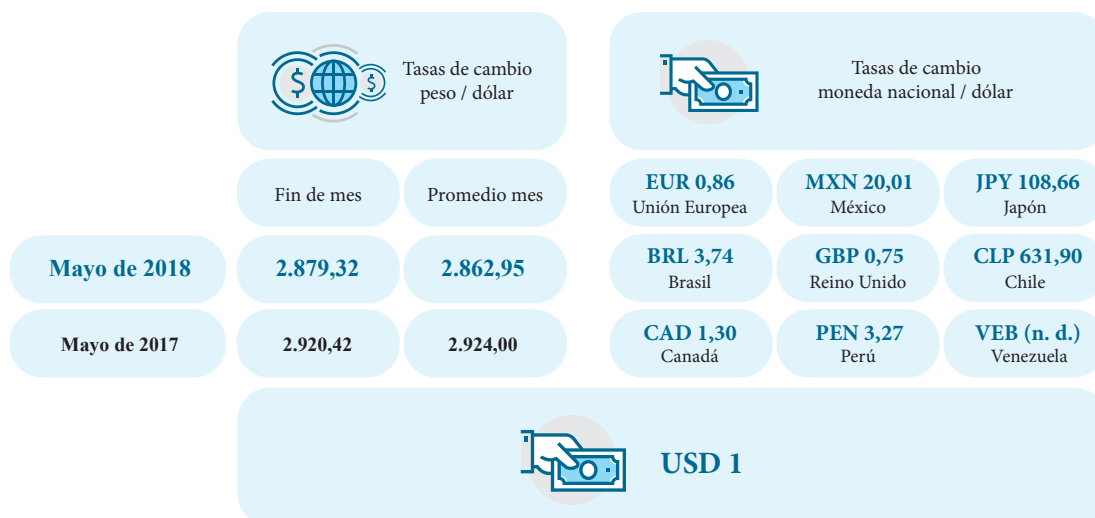 Tasas de cambio
peso / dólar
Tasas de cambio
moneda nacional / dólar
Fin de mes
Promedio mes
EUR 0,86
Unión Europea
MXN 20,01
México
JPY 108,66
Japón
Mayo de 2018
2.879,32
2.862,95
BRL 3,74
Brasil
GBP 0,75
Reino Unido
CLP 631,90
Chile
Mayo de 2017
2.920,42
2.924,00
CAD 1,30
Canadá
PEN 3,27
Perú
VEB (n. d.)
Venezuela
USD 1